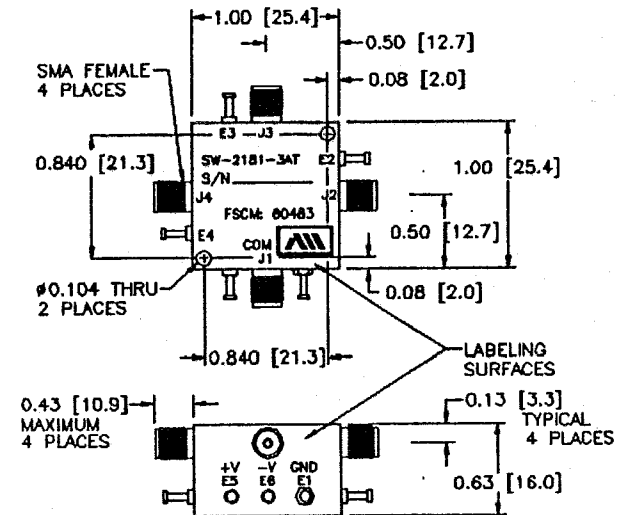 1.00 [25.4]
0.50 [12.7]
0.08 [2.0]
SMA FEMALE
4 PLACES
E3 J3
0.840 [21.3]
SW-2181-3AT
E2
1.00 [25.4]
S/N
J4
J2
FSCM: 60483
0.50 [12.7]
E4
COM
J1
ø0.104 THRU
2 PLACES
0.08 [2.0]
0.840 [21.3]
LABELING
SURFACES
0.43 [10.9]
MAXIMUM
4 PLACES
0.13 [3.3]
TYPICAL
4 PLACES
+V -V GND
E5 E6 E1
0.63 [16.0]